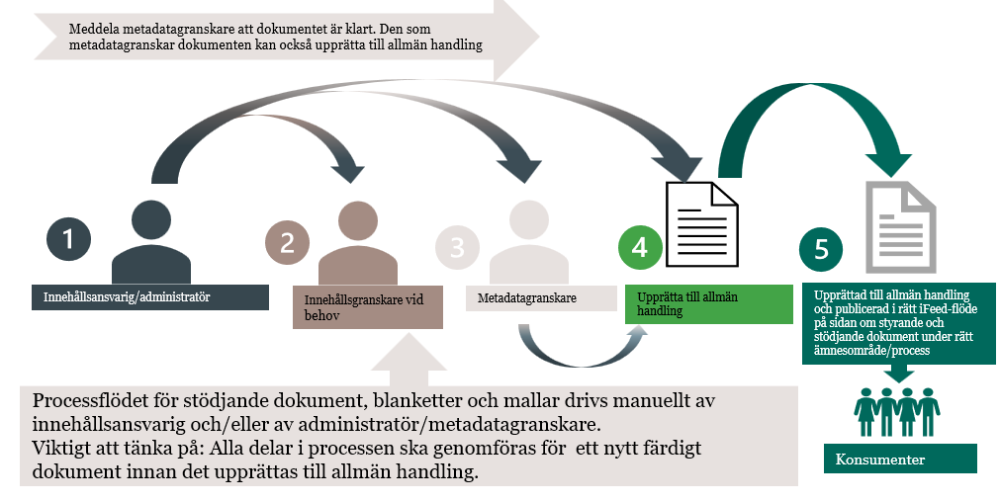 Meddela metadatagranskare att dokumentet är klart. Den som
metadatagranskar dokumenten kan också upprätta till allmän handling
1
Innehållsansvarig/administratör
2
Innehållsgranskare vid
behov
3
Metadatagranskare
4
Upprätta till allmän
handling
5
Upprättad till allmän handling
och publicerad i rätt iFeed-flöde
på sidan om styrande och
stödjande dokument under rätt
ämnesområde/process
Konsumenter
Processflödet för stödjande dokument, blanketter och mallar drivs manuellt av
innehållsansvarig och/eller av administratör/metadatagranskare.
Viktigt att tänka på: Alla delar i processen ska genomföras för ett nytt färdigt
dokument innan det upprättas till allmän handling.